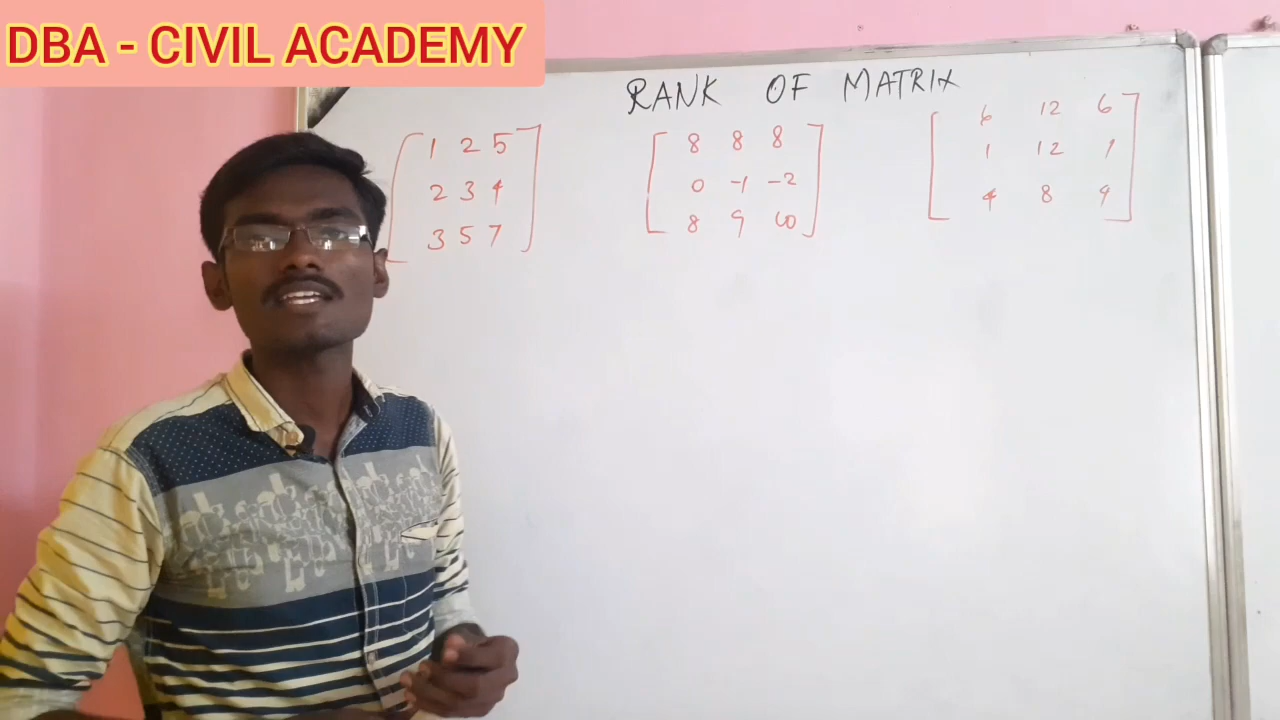 DBA - CIVIL ACADEMY
RANK OF MATRIX
1 2 5
2 3 4
3 5 7
8 8 8
0 -1 -2
8 9 10
6 12 6
1 12 1
4 8 9